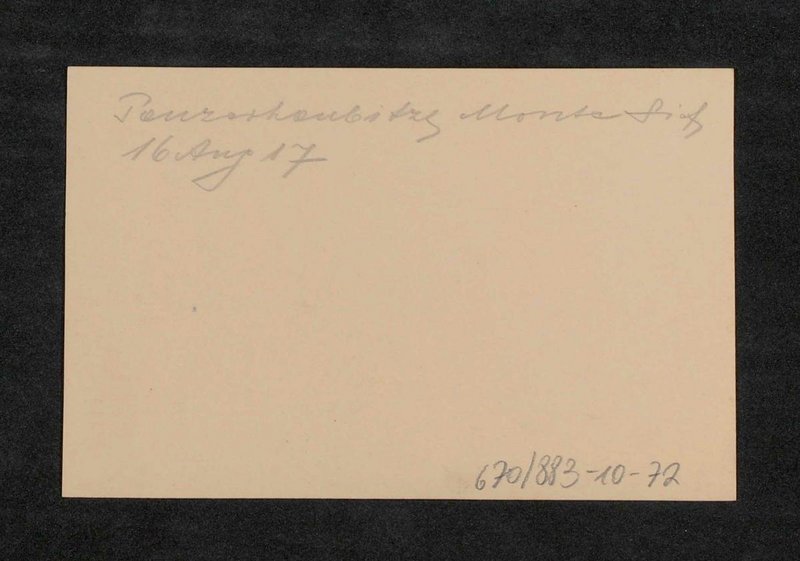 Panzerhaubitze Monte Sief
16 Aug 17
670/883-10-72